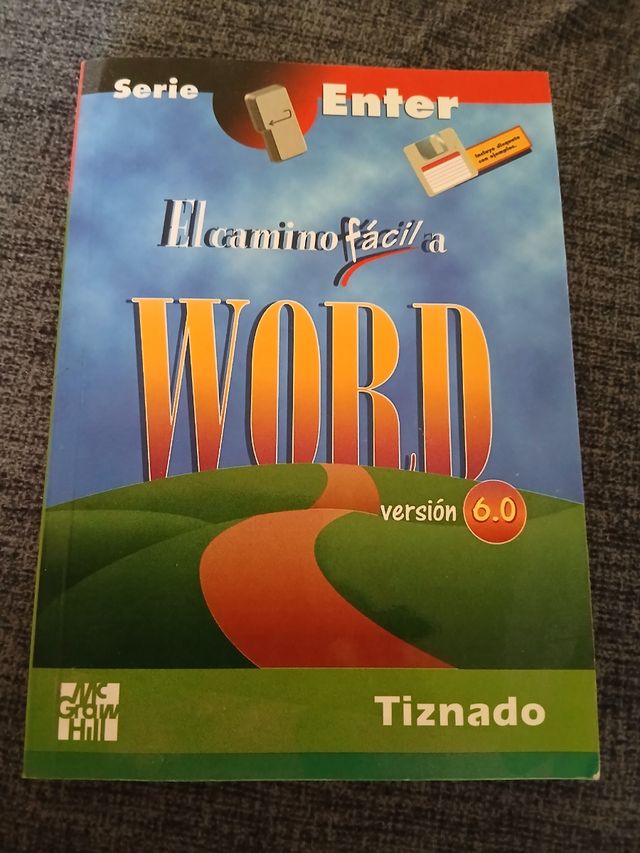 Serie
Enter
Incluye disquete
con ejemplos.
El camino fácil a
WORD
versión 6.0
Mc
Graw
Hill
Tiznado